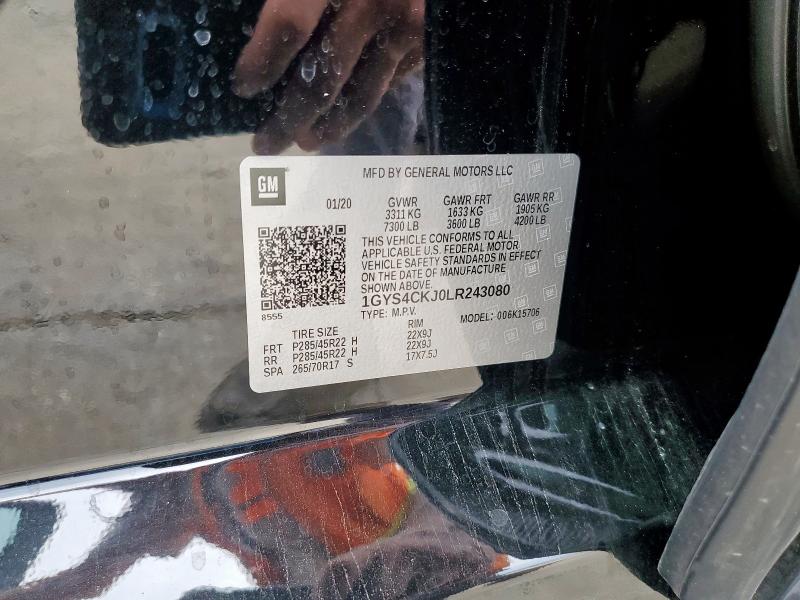 GM
MFD BY GENERAL MOTORS LLC
01/20 GVWR GAWR FRT GAWR RR
3311 KG 1633 KG 1905 KG
7300 LB 3600 LB 4200 LB
THIS VEHICLE CONFORMS TO ALL
APPLICABLE U.S. FEDERAL MOTOR
VEHICLE SAFETY STANDARDS IN EFFECT
ON THE DATE OF MANUFACTURE
SHOWN ABOVE.
1GYS4CKJ0LR243080
8555
TYPE: M.P.V. MODEL: 006K15706
TIRE SIZE RIM
FRT P285/45R22 H 22X9J
RR P285/45R22 H 22X9J
SPA 265/70R17 S 17X7.5J